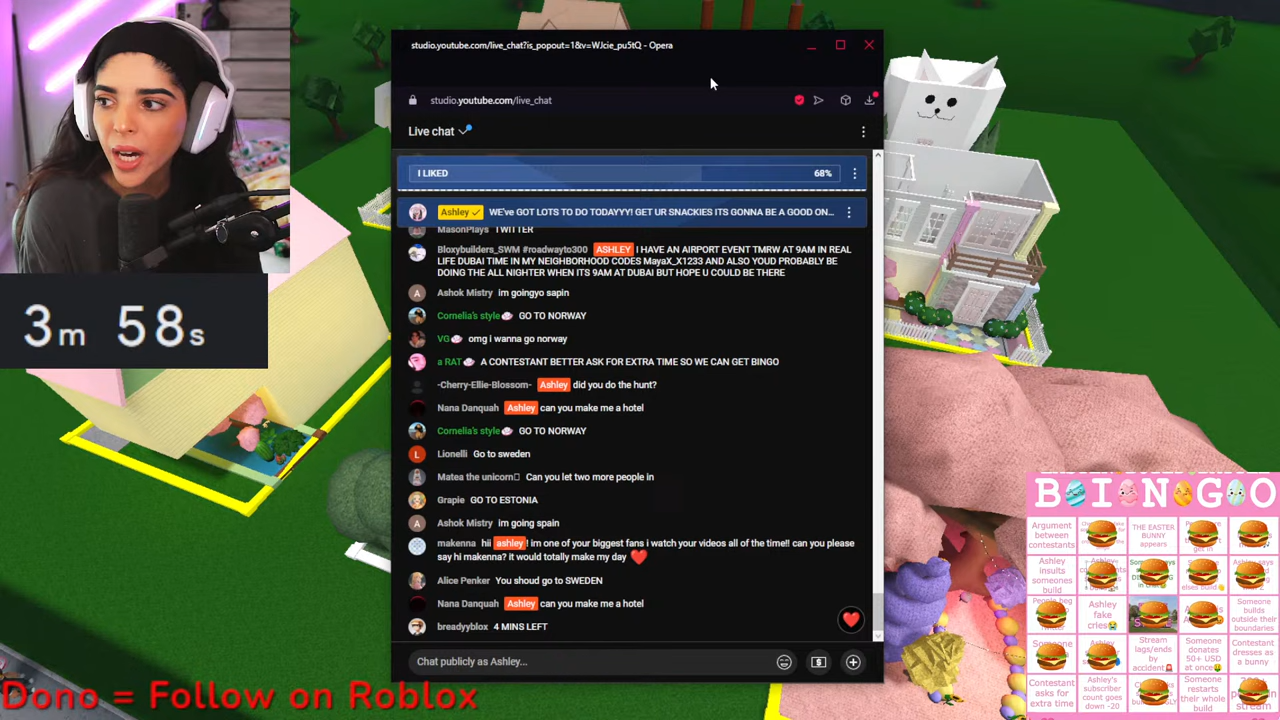 studio.youtube.com/live_chat?is_popout=1&v=WJcie_pu5tQ - Opera
studio.youtube.com/live_chat
Live chat
I LIKED 68%
Ashley WE've GOT LOTS TO DO TODAYYY! GET UR SNACKIES ITS GONNA BE A GOOD ON...
MasonPlays TWITTER
Bloxybuilders_SWM #roadwayto300 ASHLEY I HAVE AN AIRPORT EVENT TMRW AT 9AM IN REAL
LIFE DUBAI TIME IN MY NEIGHBORHOOD CODES MayaX_X1233 AND ALSO YOUD PROBABLY BE
DOING THE ALL NIGHTER WHEN ITS 9AM AT DUBAI BUT HOPE U COULD BE THERE
A Ashok Mistry im goingyo sapin
Cornelia's style GO TO NORWAY
VG omg i wanna go norway
a RAT A CONTESTANT BETTER ASK FOR EXTRA TIME SO WE CAN GET BINGO
-Cherry-Ellie-Blossom- Ashley did you do the hunt?
Nana Danquah Ashley can you make me a hotel
Cornelia's style GO TO NORWAY
L Lionelli Go to sweden
Matea the unicorn Can you let two more people in
Grapie GO TO ESTONIA
A Ashok Mistry im going spain
makenna hii ashley ! im one of your biggest fans i watch your videos all of the time!! can you please
say hi makenna? it would totally make my day
Alice Penker You shoud go to SWEDEN
Nana Danquah Ashley can you make me a hotel
breadyyblox 4 MINS LEFT
Chat publicly as Ashley...
3m 58s
BINGO
Argument
between
contestants
THE EASTER
BUNNY
appears
Ashley
fake
cries
Someone
builds
outside their
boundaries
Stream
lags/ends
by
accident
Someone
donates
50+ USD
at once
Contestant
dresses as
a bunny
Contestant
asks for
extra time
Ashley's
subscriber
count goes
down -20
Someone
restarts
their whole
build
Dono = Follow on Roblox